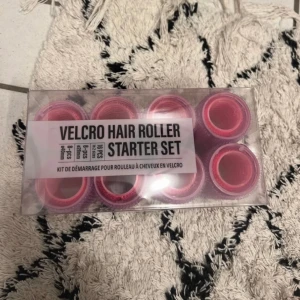 VELCRO HAIR ROLLER
STARTER SET
KIT DE DÉMARRAGE POUR ROULEAU À CHEVEUX EN VELCRO